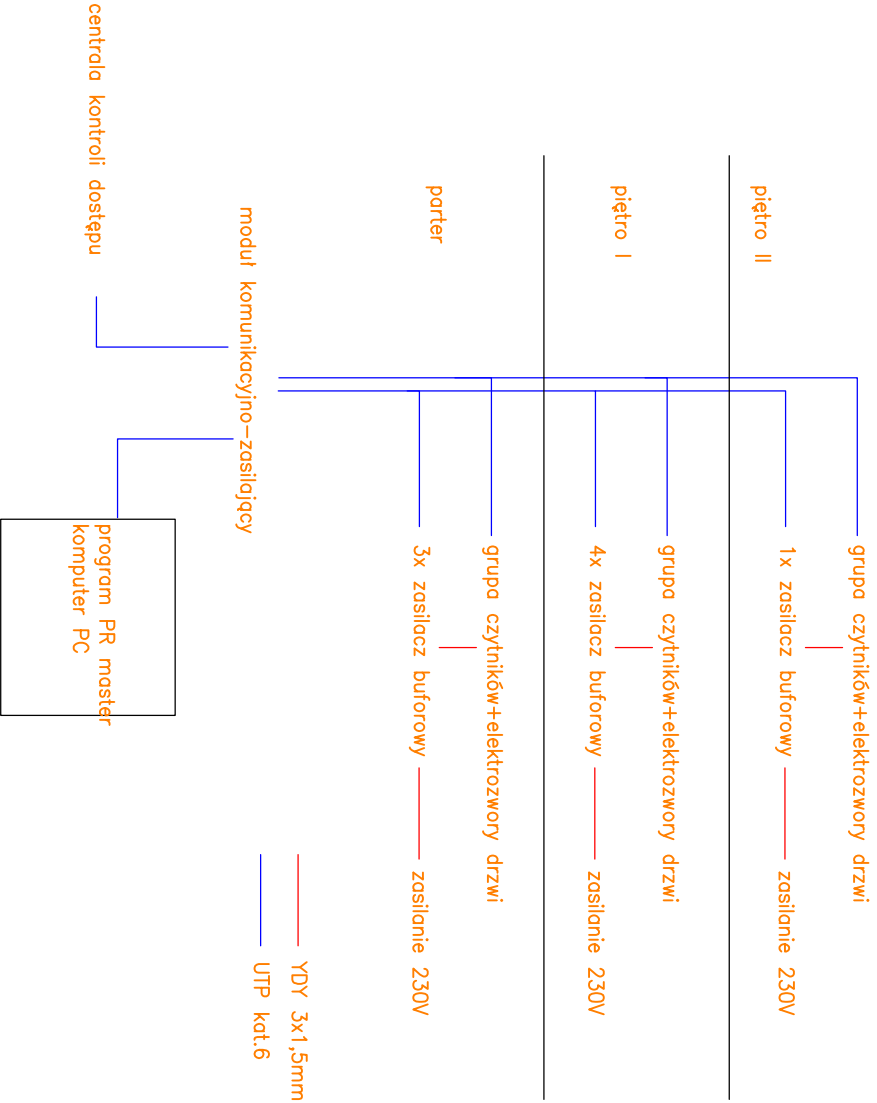 piętro II
grupa czytników+elektrozwory drzwi
1x zasilacz buforowy
zasilanie 230V
piętro I
grupa czytników+elektrozwory drzwi
4x zasilacz buforowy
zasilanie 230V
parter
grupa czytników+elektrozwory drzwi
3x zasilacz buforowy
zasilanie 230V
moduł komunikacyjno-zasilający
centrala kontroli dostępu
program PR master
komputer PC
YDY 3x1,5mm
UTP kat.6